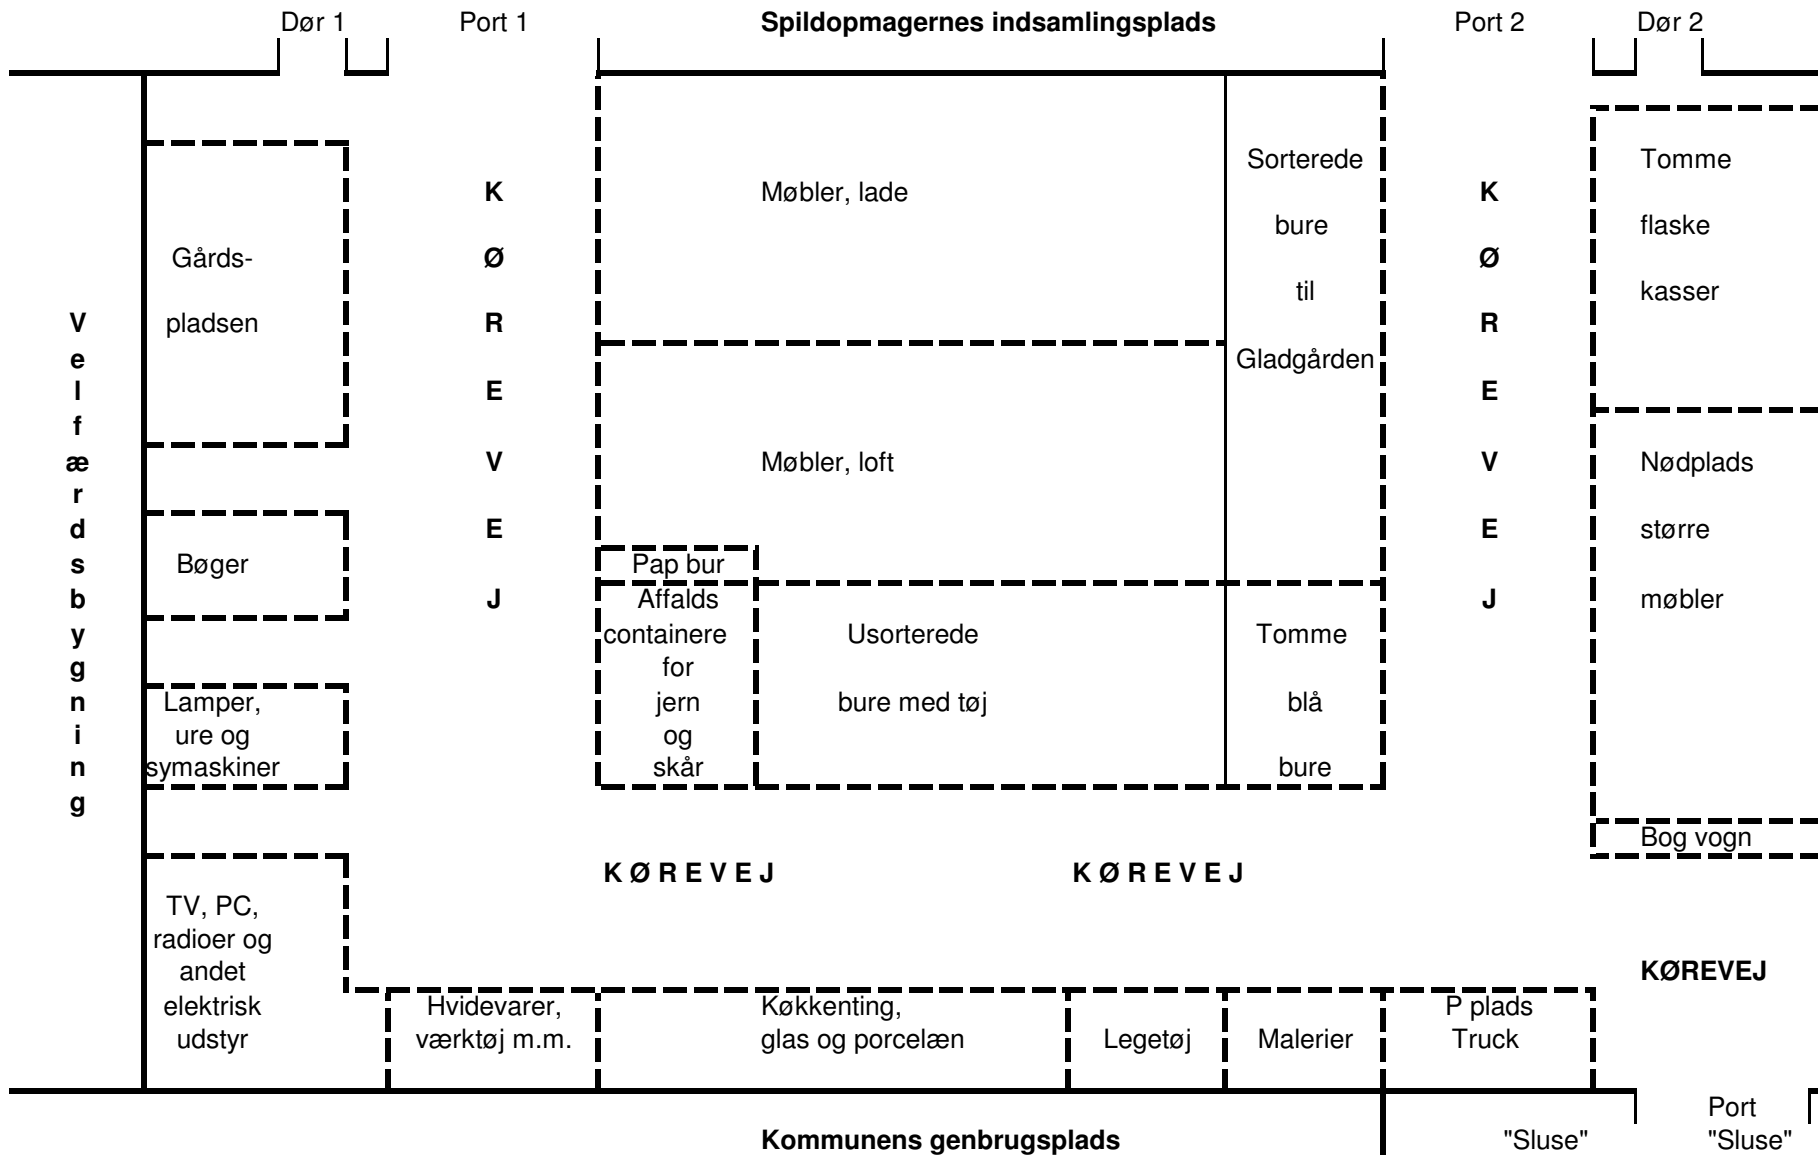 Dør 1
Port 1
Spildopmagernes indsamlingsplads
Port 2
Dør 2
Velfærdsbygning
Gårds-
pladsen
Bøger
Lamper,
ure og
symaskiner
TV, PC,
radioer og
andet
elektrisk
udstyr
KØREVEJ
Møbler, lade
Møbler, loft
Pap bur
Affalds
containere
for
jern
og
skår
Usorterede
bure med tøj
Sorterede
bure
til
Gladgården
Tomme
blå
bure
KØREVEJ
Tomme
flaske
kasser
Nødplads
større
møbler
Bog vogn
K Ø R E V E J
K Ø R E V E J
KØREVEJ
Hvidevarer,
værktøj m.m.
Køkkenting,
glas og porcelæn
Legetøj
Malerier
P plads
Truck
Kommunens genbrugsplads
"Sluse"
Port
"Sluse"